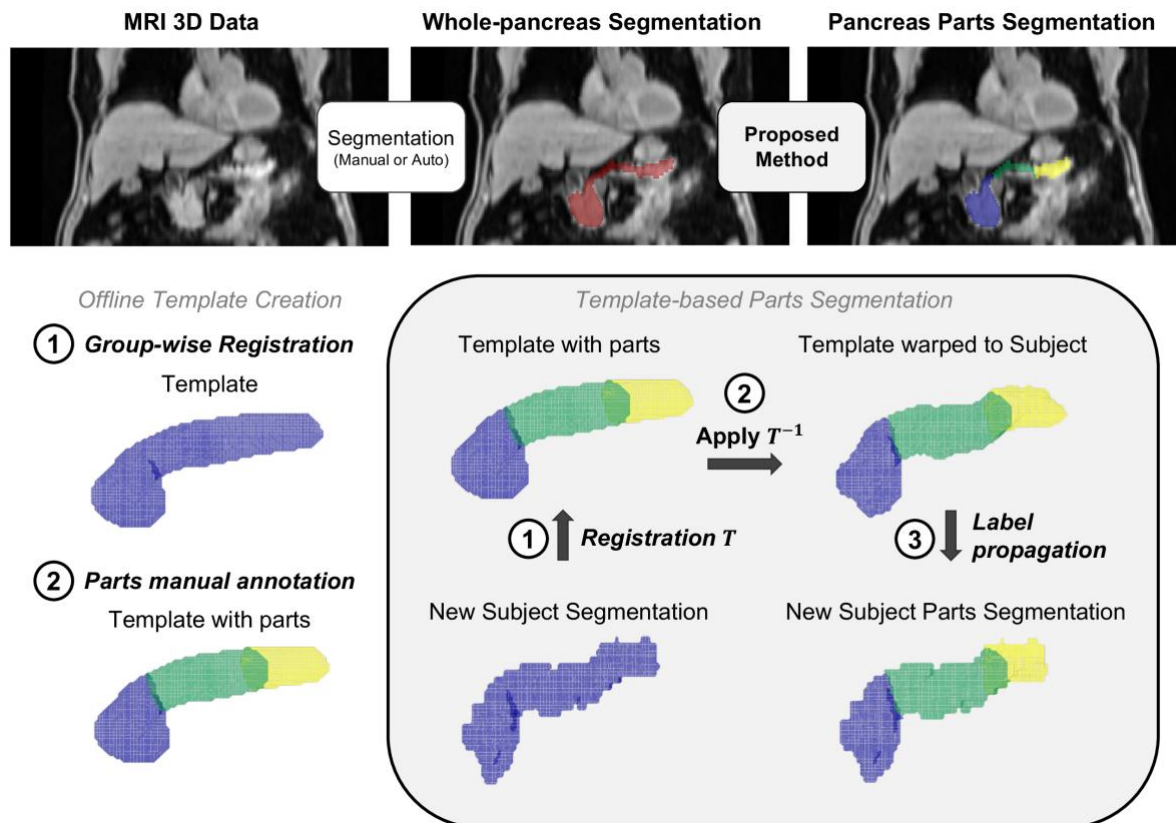 MRI 3D Data
Whole-pancreas Segmentation
Pancreas Parts Segmentation
Segmentation
(Manual or Auto)
Proposed
Method
Offline Template Creation
1 Group-wise Registration
Template
2 Parts manual annotation
Template with parts
Template-based Parts Segmentation
Template with parts
Template warped to Subject
2
Apply T⁻¹
1 Registration T
3 Label
propagation
New Subject Segmentation
New Subject Parts Segmentation